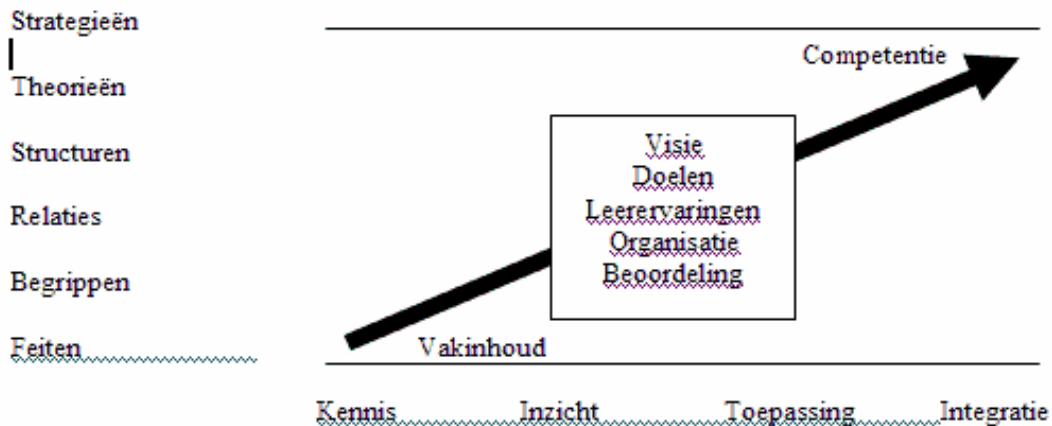 Strategieën
Competentie
Theorieën
Structuren
Visie
Doelen
Leerervaringen
Organisatie
Beoordeling
Relaties
Begrippen
Feiten
Vakinhoud
Kennis Inzicht Toepassing Integratie